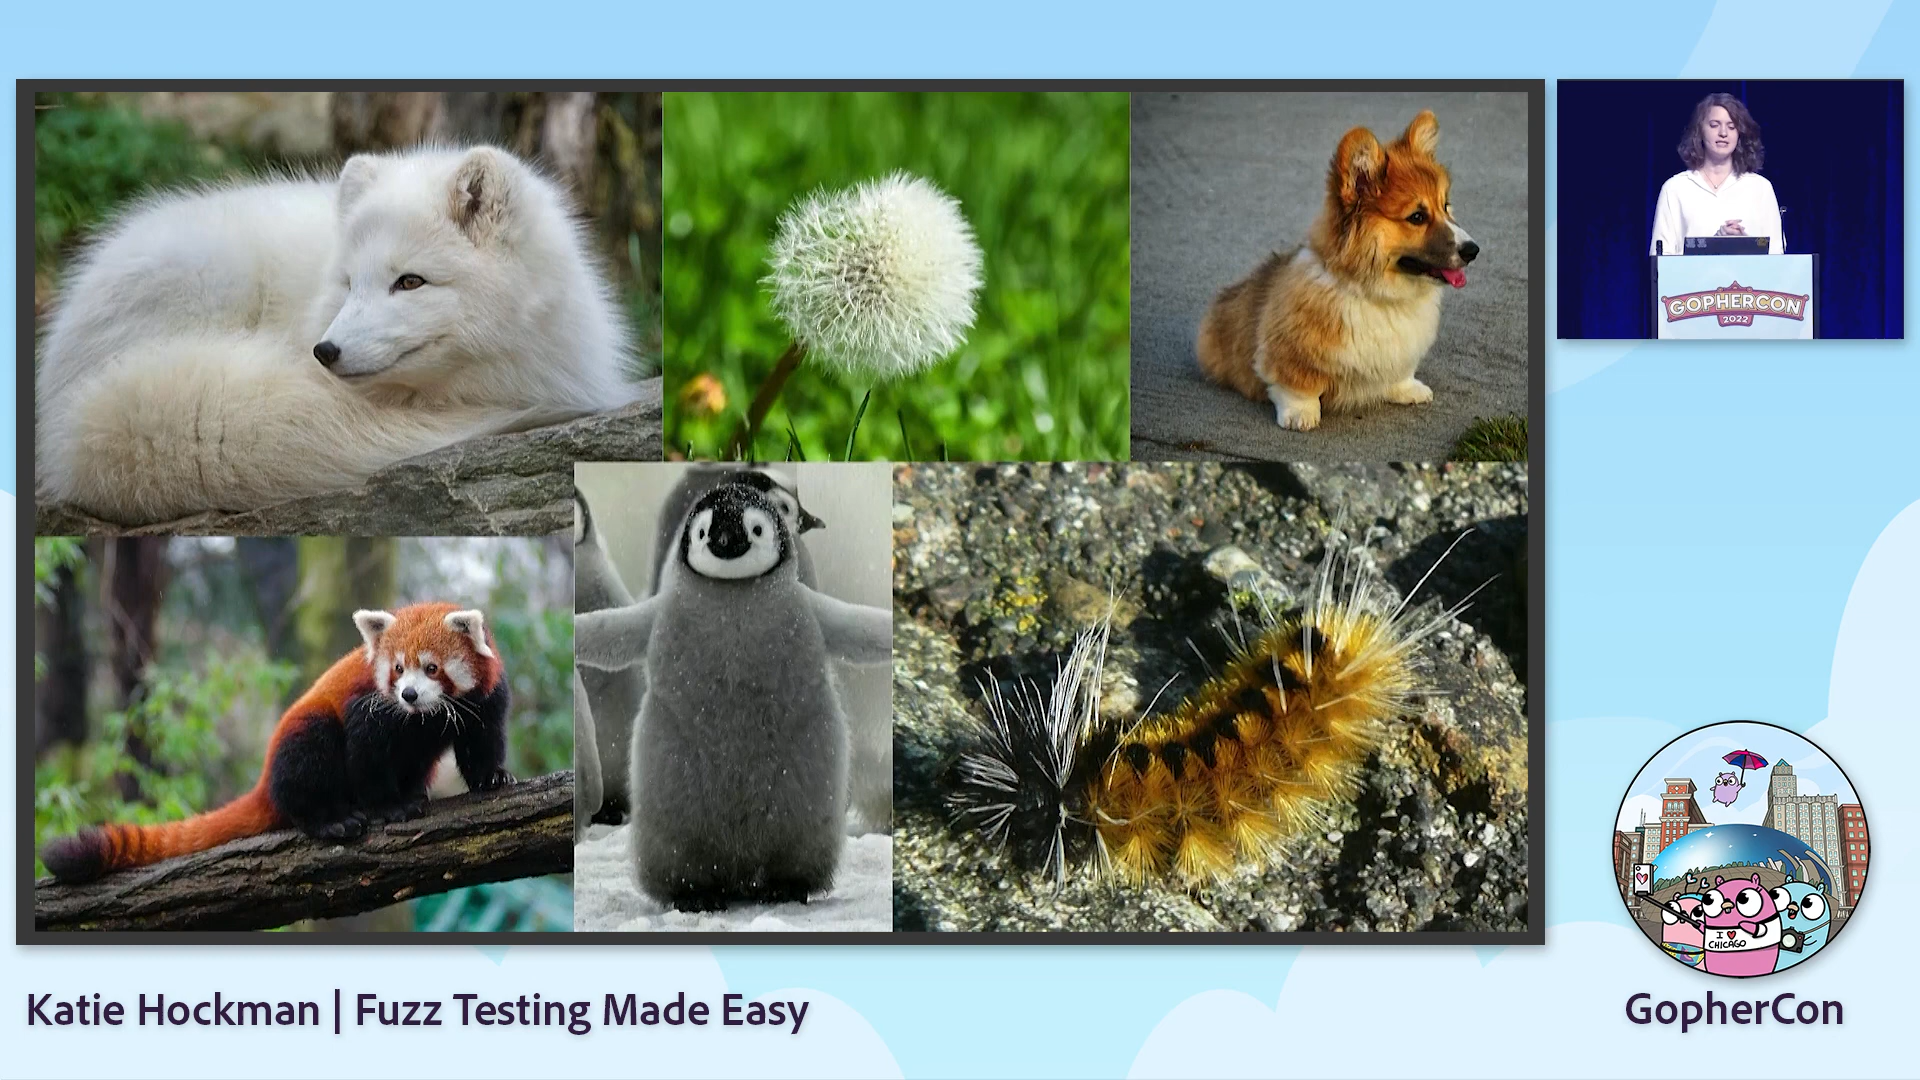 GOPHERCON
2022
I ♥
CHICAGO
Katie Hockman | Fuzz Testing Made Easy
GopherCon